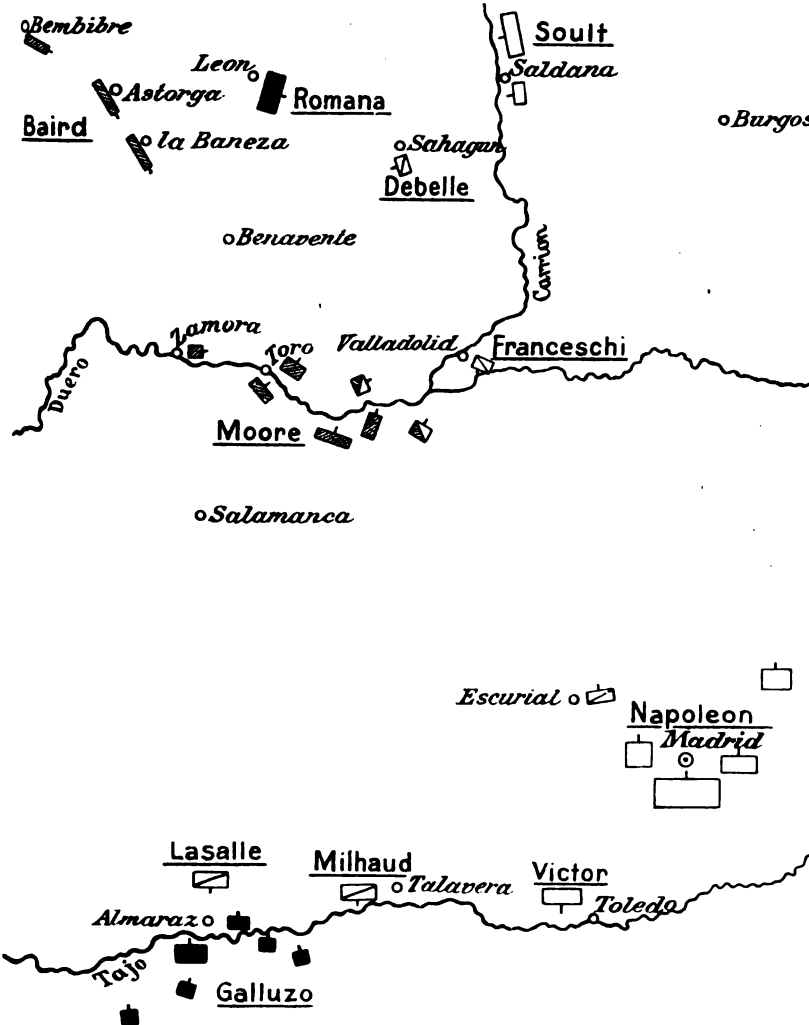 Bembibre
Soult
Leon
Saldana
Astorga
Romana
Burgos
Baird
la Baneza
Sahagun
Debelle
Benavente
Carrion
Zamora
Toro
Valladolid
Franceschi
Duero
Moore
Salamanca
Escurial
Napoleon
Madrid
Lasalle
Milhaud
Victor
Talavera
Toledo
Almaraz
Tajo
Galluzo